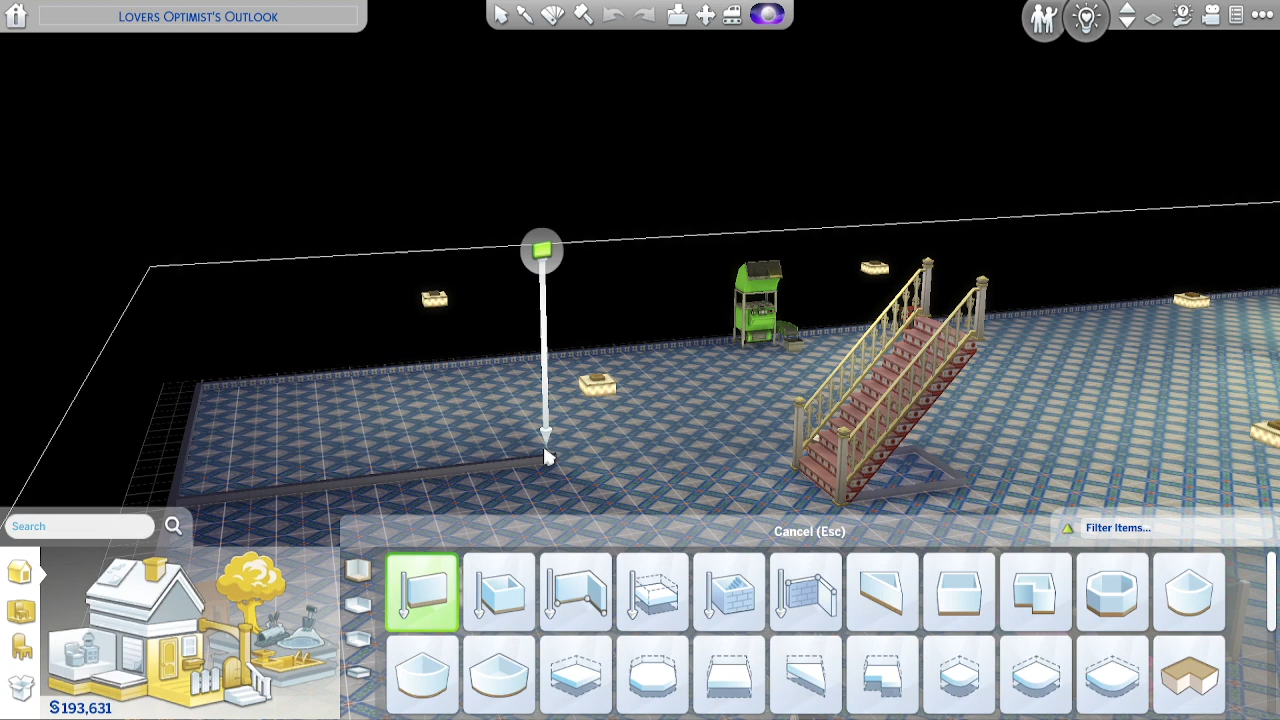 LOVERS OPTIMIST'S OUTLOOK
Search
Cancel (Esc)
Filter Items...
§193,631